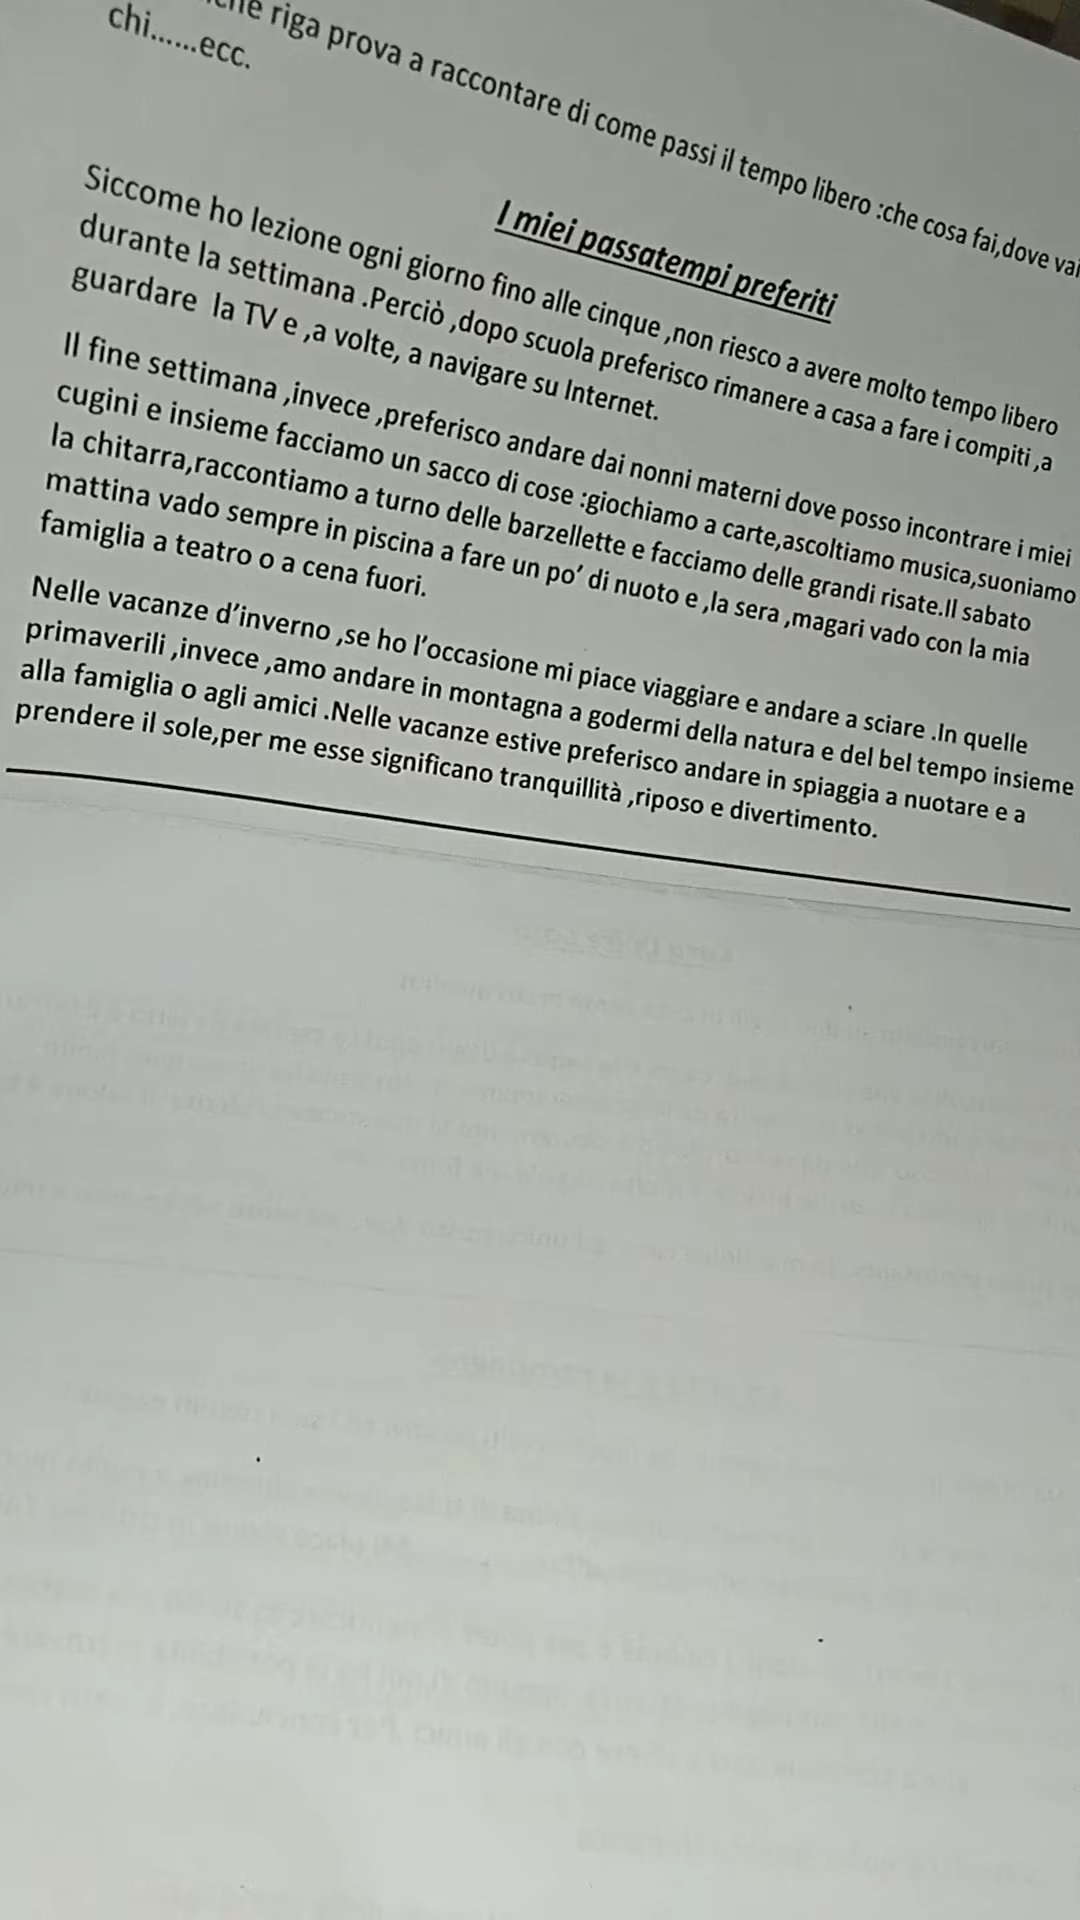 riga prova a raccontare di come passi il tempo libero :che cosa fai,dove vai
chi......ecc.
I miei passatempi preferiti
Siccome ho lezione ogni giorno fino alle cinque ,non riesco a avere molto tempo libero
durante la settimana .Perciò ,dopo scuola preferisco rimanere a casa a fare i compiti ,a
guardare la TV e ,a volte, a navigare su Internet.
Il fine settimana ,invece ,preferisco andare dai nonni materni dove posso incontrare i miei
cugini e insieme facciamo un sacco di cose :giochiamo a carte,ascoltiamo musica,suoniamo
la chitarra,raccontiamo a turno delle barzellette e facciamo delle grandi risate.Il sabato
mattina vado sempre in piscina a fare un po’ di nuoto e ,la sera ,magari vado con la mia
famiglia a teatro o a cena fuori.
Nelle vacanze d’inverno ,se ho l’occasione mi piace viaggiare e andare a sciare .In quelle
primaverili ,invece ,amo andare in montagna a godermi della natura e del bel tempo insieme
alla famiglia o agli amici .Nelle vacanze estive preferisco andare in spiaggia a nuotare e a
prendere il sole,per me esse significano tranquillità ,riposo e divertimento.